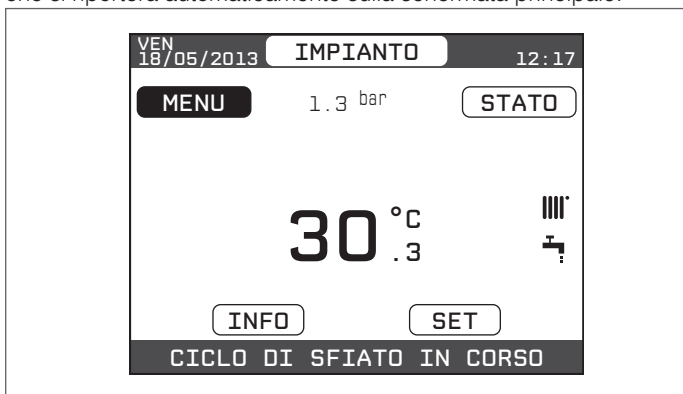 che si riporterà automaticamente sulla schermata principale.
VEN
18/05/2013 IMPIANTO 12:17
MENU 1.3 bar STATO
30.3 °C
INFO SET
CICLO DI SFIATO IN CORSO